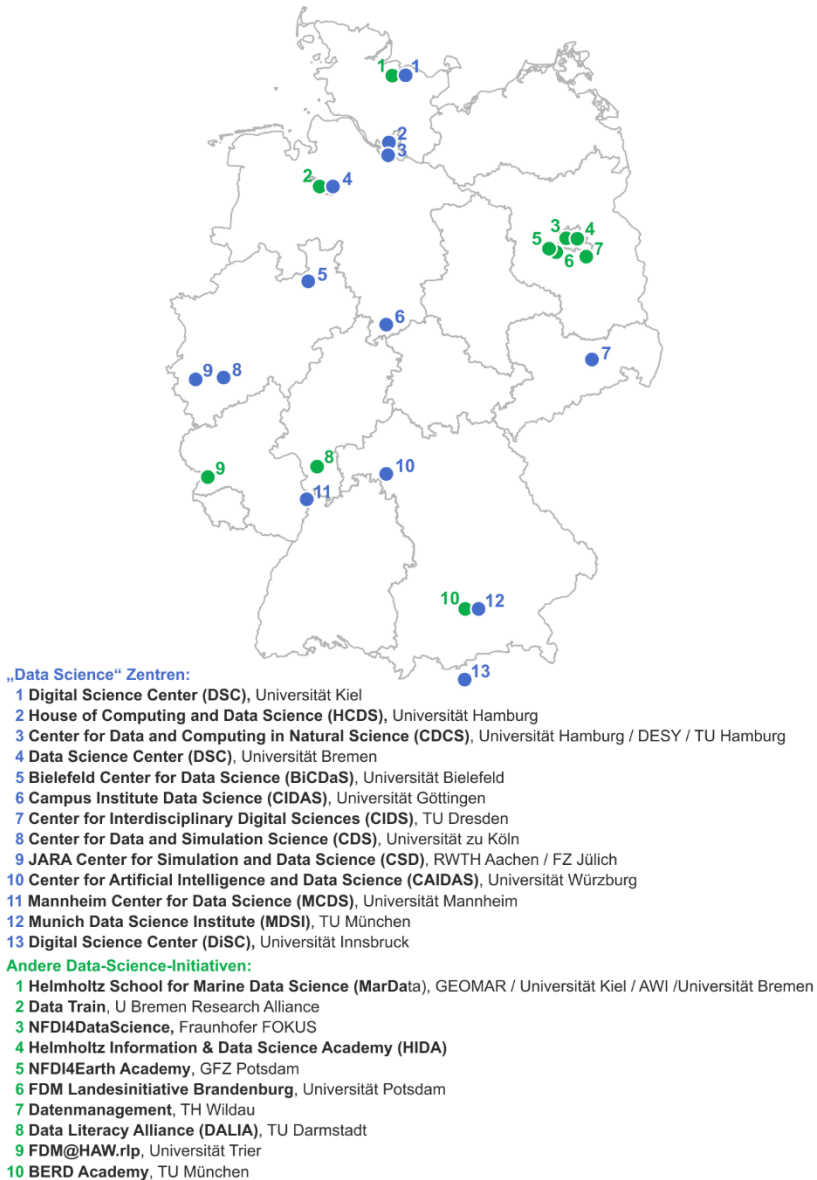 1 1
2
3
2 4
3 4
5 7
6
5
6
7
9 8
8
9
10
11
10 12
13
„Data Science“ Zentren:
1 Digital Science Center (DSC), Universität Kiel
2 House of Computing and Data Science (HCDS), Universität Hamburg
3 Center for Data and Computing in Natural Science (CDCS), Universität Hamburg / DESY / TU Hamburg
4 Data Science Center (DSC), Universität Bremen
5 Bielefeld Center for Data Science (BiCDaS), Universität Bielefeld
6 Campus Institute Data Science (CIDAS), Universität Göttingen
7 Center for Interdisciplinary Digital Sciences (CIDS), TU Dresden
8 Center for Data and Simulation Science (CDS), Universität zu Köln
9 JARA Center for Simulation and Data Science (CSD), RWTH Aachen / FZ Jülich
10 Center for Artificial Intelligence and Data Science (CAIDAS), Universität Würzburg
11 Mannheim Center for Data Science (MCDS), Universität Mannheim
12 Munich Data Science Institute (MDSI), TU München
13 Digital Science Center (DiSC), Universität Innsbruck
Andere Data-Science-Initiativen:
1 Helmholtz School for Marine Data Science (MarData), GEOMAR / Universität Kiel / AWI /Universität Bremen
2 Data Train, U Bremen Research Alliance
3 NFDI4DataScience, Fraunhofer FOKUS
4 Helmholtz Information & Data Science Academy (HIDA)
5 NFDI4Earth Academy, GFZ Potsdam
6 FDM Landesinitiative Brandenburg, Universität Potsdam
7 Datenmanagement, TH Wildau
8 Data Literacy Alliance (DALIA), TU Darmstadt
9 FDM@HAW.rlp, Universität Trier
10 BERD Academy, TU München